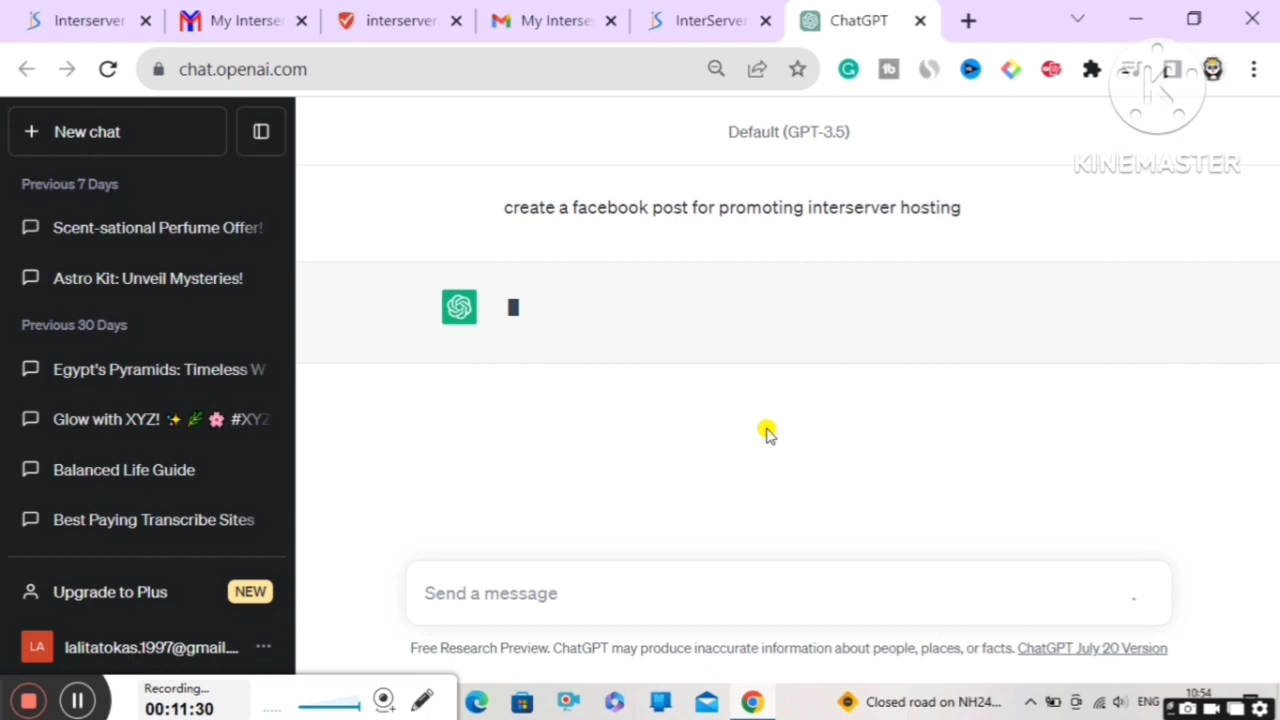 Interserver
My Interse
interserver.
My Interse
InterServer
ChatGPT
chat.openai.com
tb
KINEMASTER
New chat
Previous 7 Days
Scent-sational Perfume Offer!
Astro Kit: Unveil Mysteries!
Previous 30 Days
Egypt's Pyramids: Timeless W
Glow with XYZ! ✨🌿🌸 #XYZ
Balanced Life Guide
Best Paying Transcribe Sites
Upgrade to Plus
NEW
LA
lalitatokas.1997@gmail....
Default (GPT-3.5)
create a facebook post for promoting interserver hosting
Send a message
Free Research Preview. ChatGPT may produce inaccurate information about people, places, or facts. ChatGPT July 20 Version
Recording...
00:11:30
Closed road on NH24...
ENG
10:54